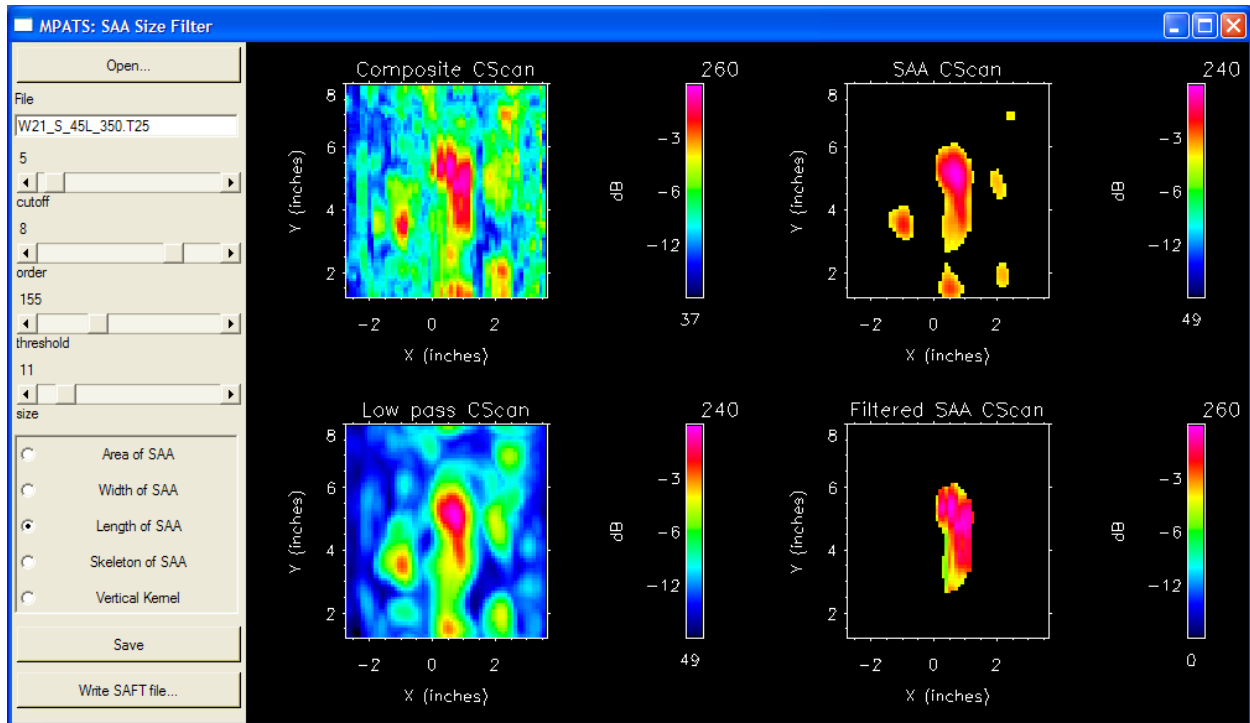 MPATS: SAA Size Filter
Open...
File
W21_S_45L_350.T25
5
cutoff
8
order
155
threshold
11
size
Area of SAA
Width of SAA
Length of SAA
Skeleton of SAA
Vertical Kernel
Save
Write SAFT file...
Composite CScan
260
8
6
4
2
Y (inches)
-2 0 2
X (inches)
dB
-3
-6
-12
37
SAA CScan
240
8
6
4
2
Y (inches)
-2 0 2
X (inches)
dB
-3
-6
-12
49
Low pass CScan
240
8
6
4
2
Y (inches)
-2 0 2
X (inches)
dB
-3
-6
-12
49
Filtered SAA CScan
260
8
6
4
2
Y (inches)
-2 0 2
X (inches)
dB
-3
-6
-12
0